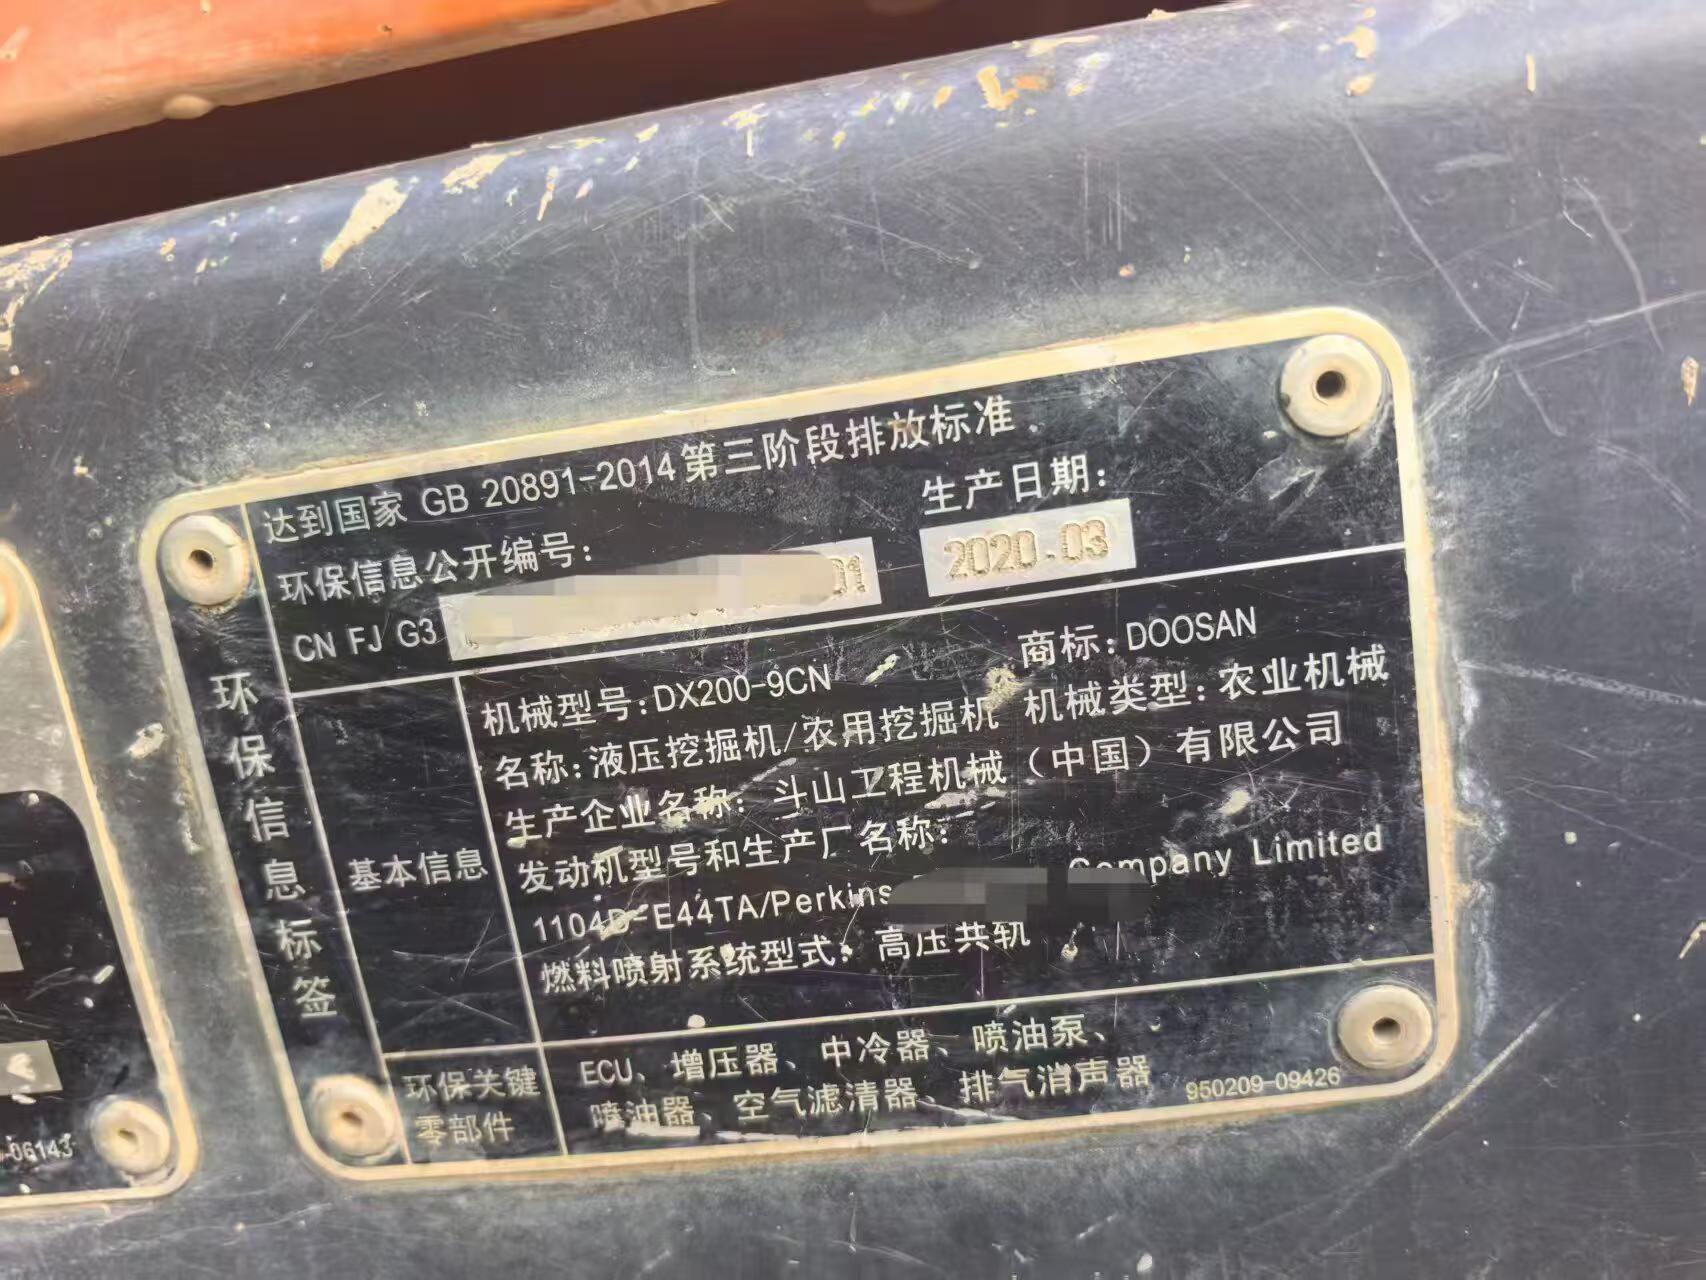 达到国家 GB 20891-2014第三阶段排放标准
环保信息公开编号:
生产日期:
CN FJ G3
01
2020.03
环保信息标签
基本信息
机械型号:DX200-9CN
商标:DOOSAN
名称:液压挖掘机/农用挖掘机
机械类型:农业机械
生产企业名称:斗山工程机械（中国）有限公司
发动机型号和生产厂名称:
1104D-E44TA/Perkins Company Limited
燃料喷射系统型式:高压共轨
环保关键
零部件
ECU、增压器、中冷器、喷油泵、
喷油器、空气滤清器、排气消声器
950209-09426
06143